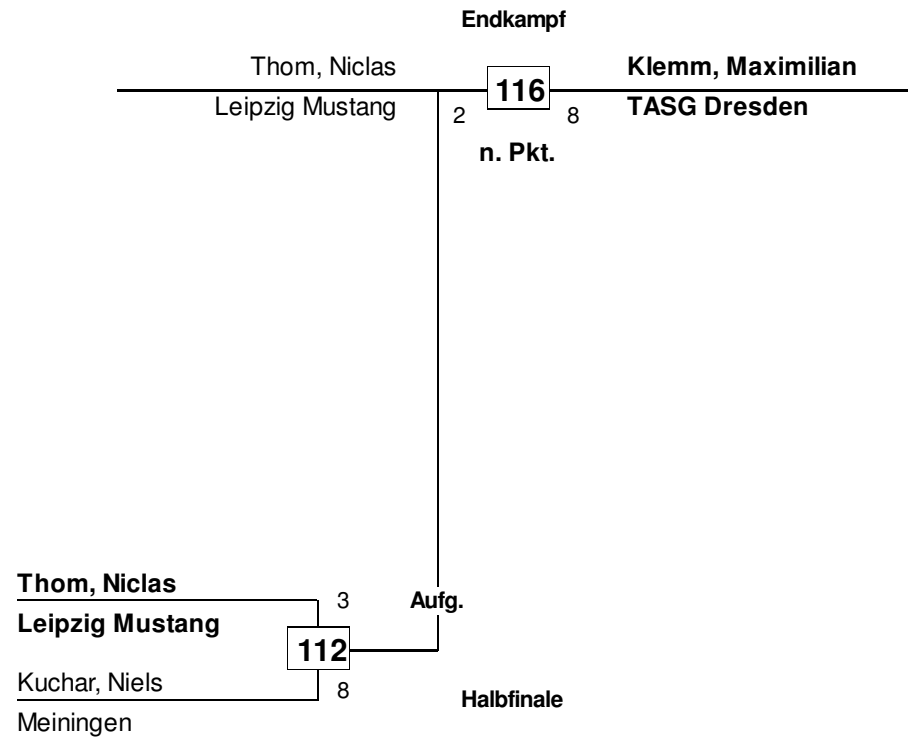 Endkampf
Thom, Niclas
Leipzig Mustang
2
116
8
n. Pkt.
Klemm, Maximilian
TASG Dresden
Thom, Niclas
Leipzig Mustang
3
Aufg.
112
Kuchar, Niels
Meiningen
8
Halbfinale